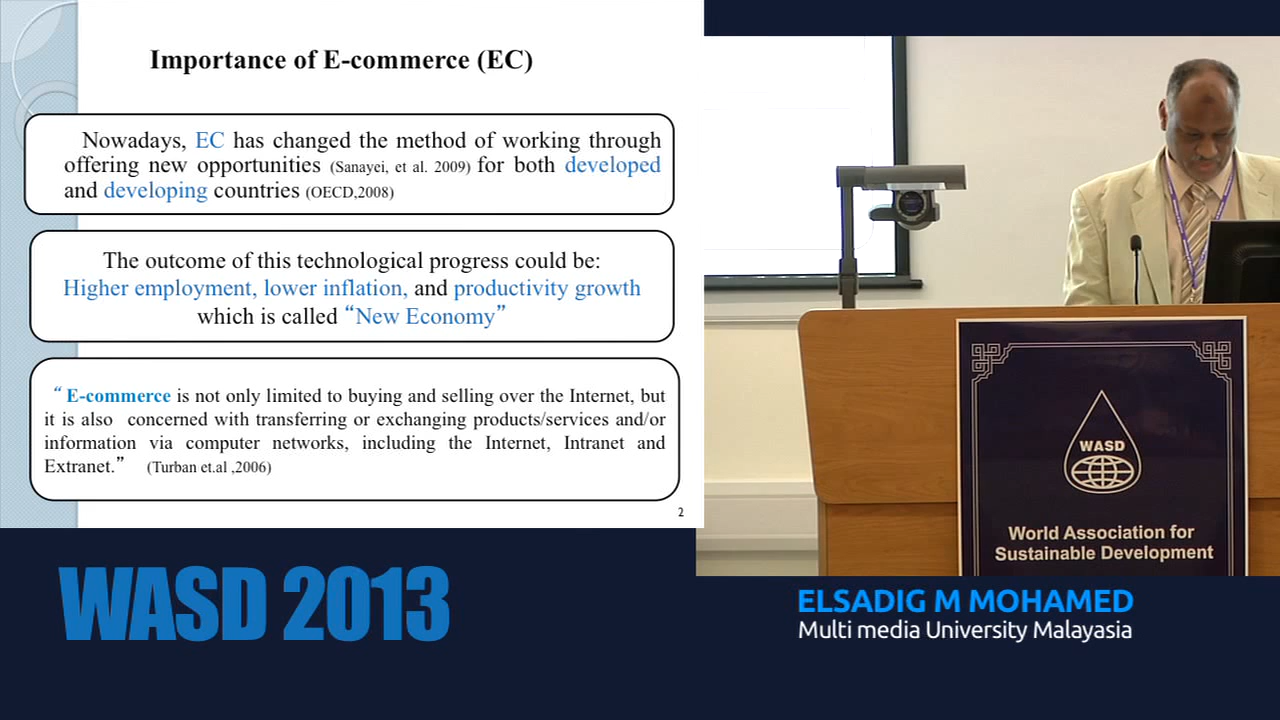 Importance of E-commerce (EC)
Nowadays, EC has changed the method of working through
offering new opportunities (Sanayei, et al. 2009) for both developed
and developing countries (OECD,2008)
The outcome of this technological progress could be:
Higher employment, lower inflation, and productivity growth
which is called “New Economy”
“E-commerce is not only limited to buying and selling over the Internet, but
it is also concerned with transferring or exchanging products/services and/or
information via computer networks, including the Internet, Intranet and
Extranet.” (Turban et.al ,2006)
2
WASD
World Association for
Sustainable Development
WASD 2013
ELSADIG M MOHAMED
Multi media University Malayasia